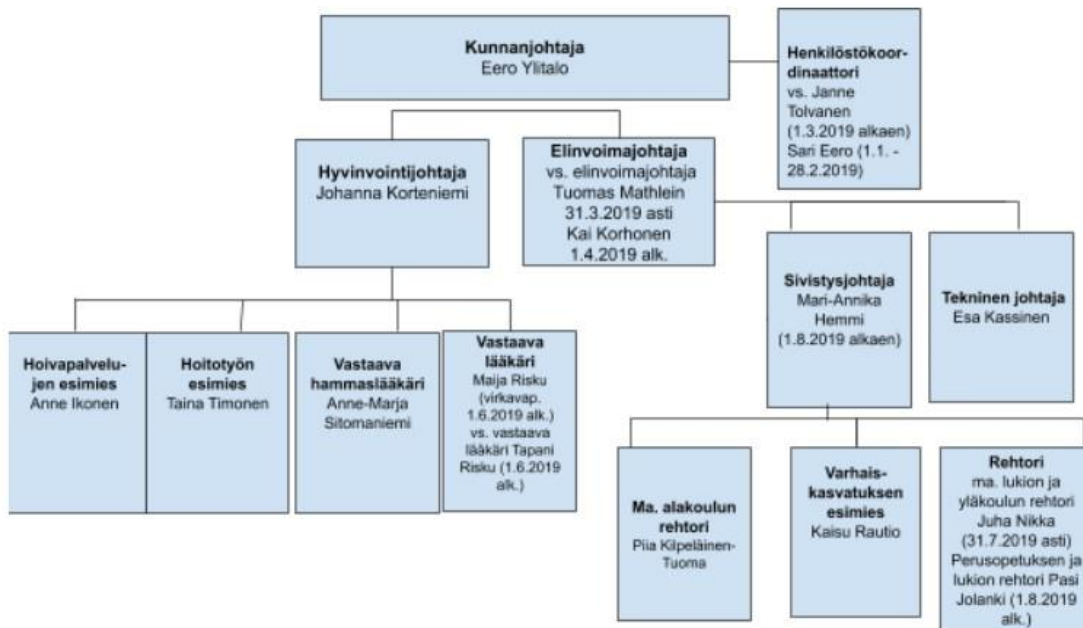 Kunnanjohtaja
Eero Ylitalo
Henkilöstökoor-
dinaattori
vs. Janne
Tolvanen
(1.3.2019 alkaen)
Sari Eero (1.1. -
28.2.2019)
Hyvinvointijohtaja
Johanna Korteniemi
Elinvoimajohtaja
vs. elinvoimajohtaja
Tuomas Mathlein
31.3.2019 asti
Kai Korhonen
1.4.2019 alk.
Sivistysjohtaja
Mari-Annika
Hemmi
(1.8.2019 alkaen)
Tekninen johtaja
Esa Kassinen
Hoivapalvelu-
jen esimies
Anne Ikonen
Hoitotyön
esimies
Taina Timonen
Vastaava
hammaslääkäri
Anne-Marja
Sitomaniemi
Vastaava
lääkäri
Maija Risku
(virkavap.
1.6.2019 alk.)
vs. vastaava
lääkäri Tapani
Risku (1.6.2019
alk.)
Ma. alakoulun
rehtori
Piia Kilpeläinen-
Tuoma
Varhais-
kasvatuksen
esimies
Kaisu Rautio
Rehtori
ma. lukion ja
yläkoulun rehtori
Juha Nikka
(31.7.2019 asti)
Perusopetuksen ja
lukion rehtori Pasi
Jolanki (1.8.2019
alk.)